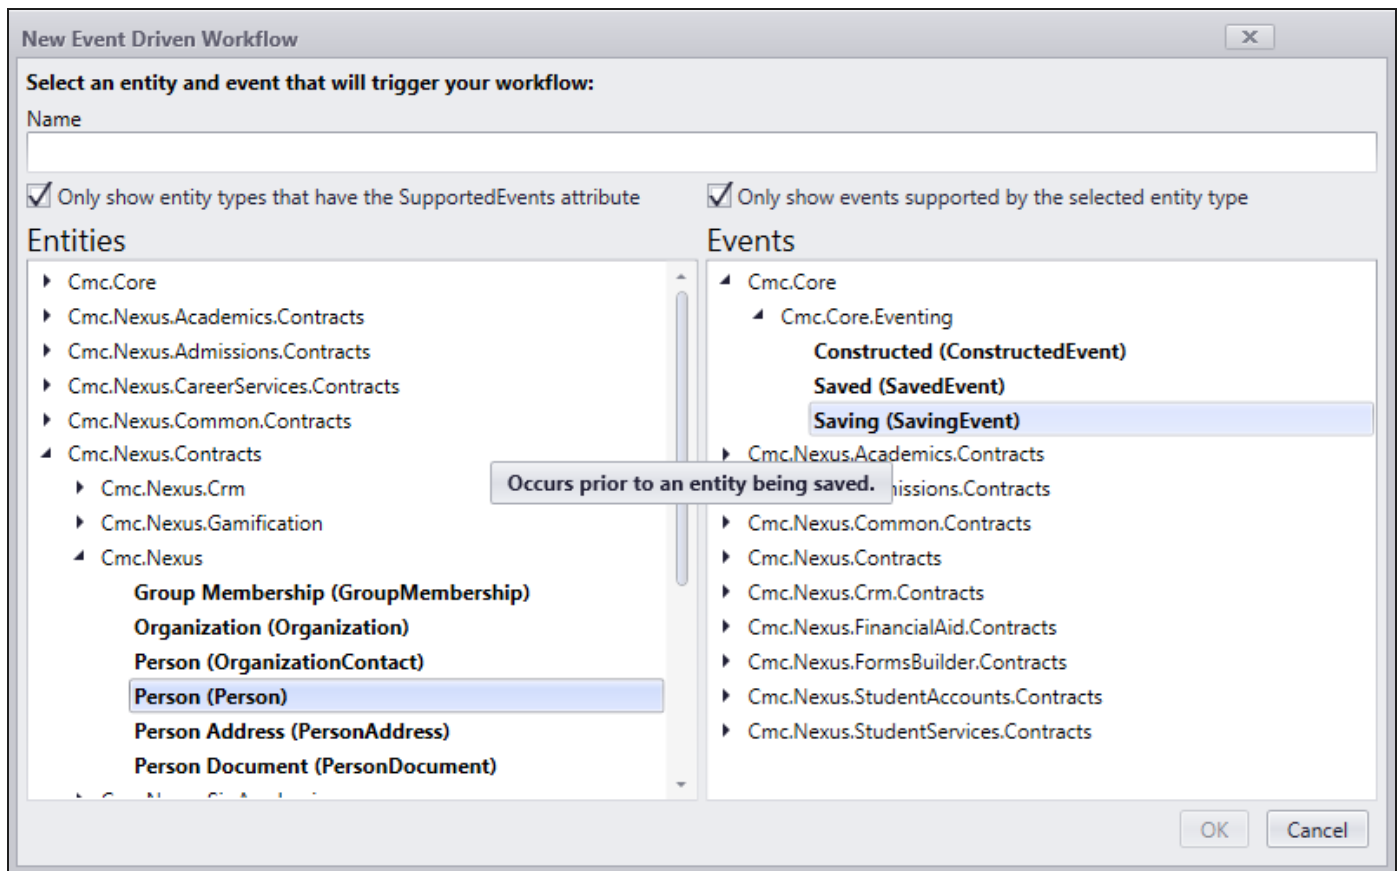 New Event Driven Workflow
Select an entity and event that will trigger your workflow:
Name
Only show entity types that have the SupportedEvents attribute
Only show events supported by the selected entity type
Entities
Cmc.Core
Cmc.Nexus.Academics.Contracts
Cmc.Nexus.Admissions.Contracts
Cmc.Nexus.CareerServices.Contracts
Cmc.Nexus.Common.Contracts
Cmc.Nexus.Contracts
Cmc.Nexus.Crm
Cmc.Nexus.Gamification
Cmc.Nexus
Group Membership (GroupMembership)
Organization (Organization)
Person (OrganizationContact)
Person (Person)
Person Address (PersonAddress)
Person Document (PersonDocument)
Events
Cmc.Core
Cmc.Core.Eventing
Constructed (ConstructedEvent)
Saved (SavedEvent)
Saving (SavingEvent)
Cmc.Nexus.Academics.Contracts
Occurs prior to an entity being saved.
issions.Contracts
Cmc.Nexus.Common.Contracts
Cmc.Nexus.Contracts
Cmc.Nexus.Crm.Contracts
Cmc.Nexus.FinancialAid.Contracts
Cmc.Nexus.FormsBuilder.Contracts
Cmc.Nexus.StudentAccounts.Contracts
Cmc.Nexus.StudentServices.Contracts
OK
Cancel